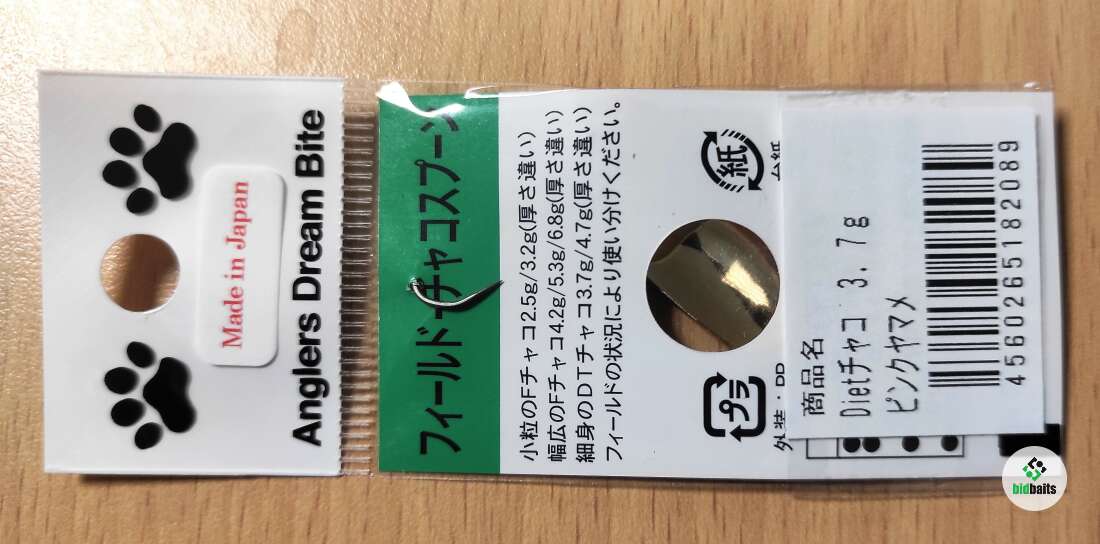 Anglers Dream Bite
Made in Japan
フィールドチャコスプーン
小粒のFチャコ2.5g/3.2g(厚さ違い)
幅広のFチャコ4.2g/5.3g/6.8g(厚さ違い)
細身のDTチャコ3.7g/4.7g(厚さ違い)
フィールドの状況により使い分けください。
プラ
紙
外装・
台紙
商品名
Dietチャコ 3.7g
ピンクヤマメ
4560265182089
bidbaits